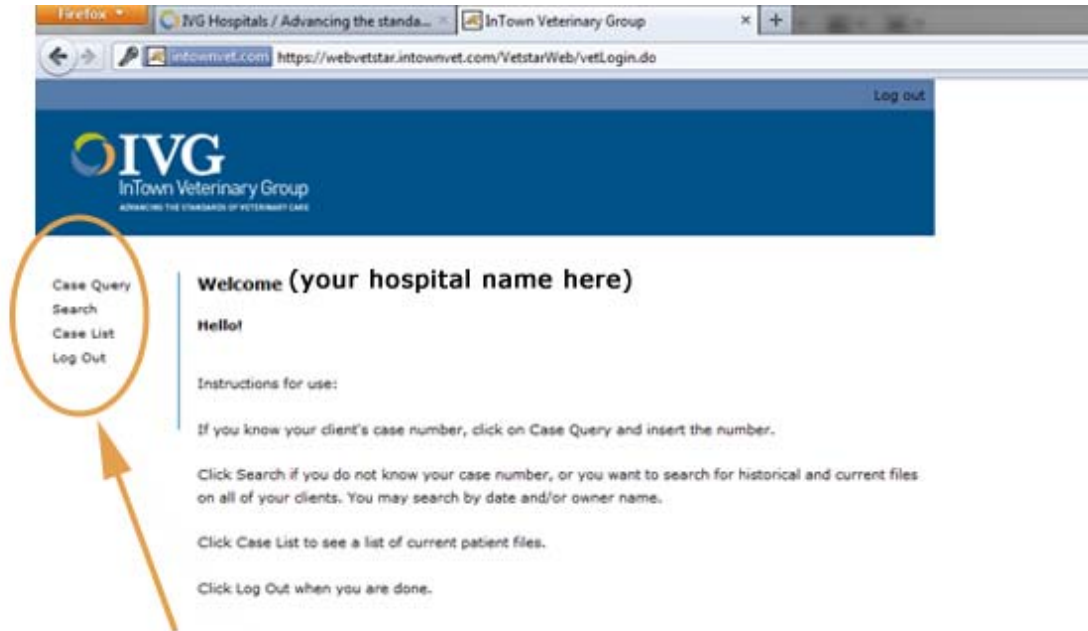 Firefox
IVG Hospitals / Advancing the standa...
InTown Veterinary Group
intownvet.com https://webvetstar.intownvet.com/VetstarWeb/vetLogin.do
Log out
IVG
InTown Veterinary Group
ADVANCING THE STANDARDS OF VETERINARY CARE
Case Query
Search
Case List
Log Out
Welcome (your hospital name here)
Hello!
Instructions for use:
If you know your client's case number, click on Case Query and insert the number.
Click Search if you do not know your case number, or you want to search for historical and current files
on all of your clients. You may search by date and/or owner name.
Click Case List to see a list of current patient files.
Click Log Out when you are done.